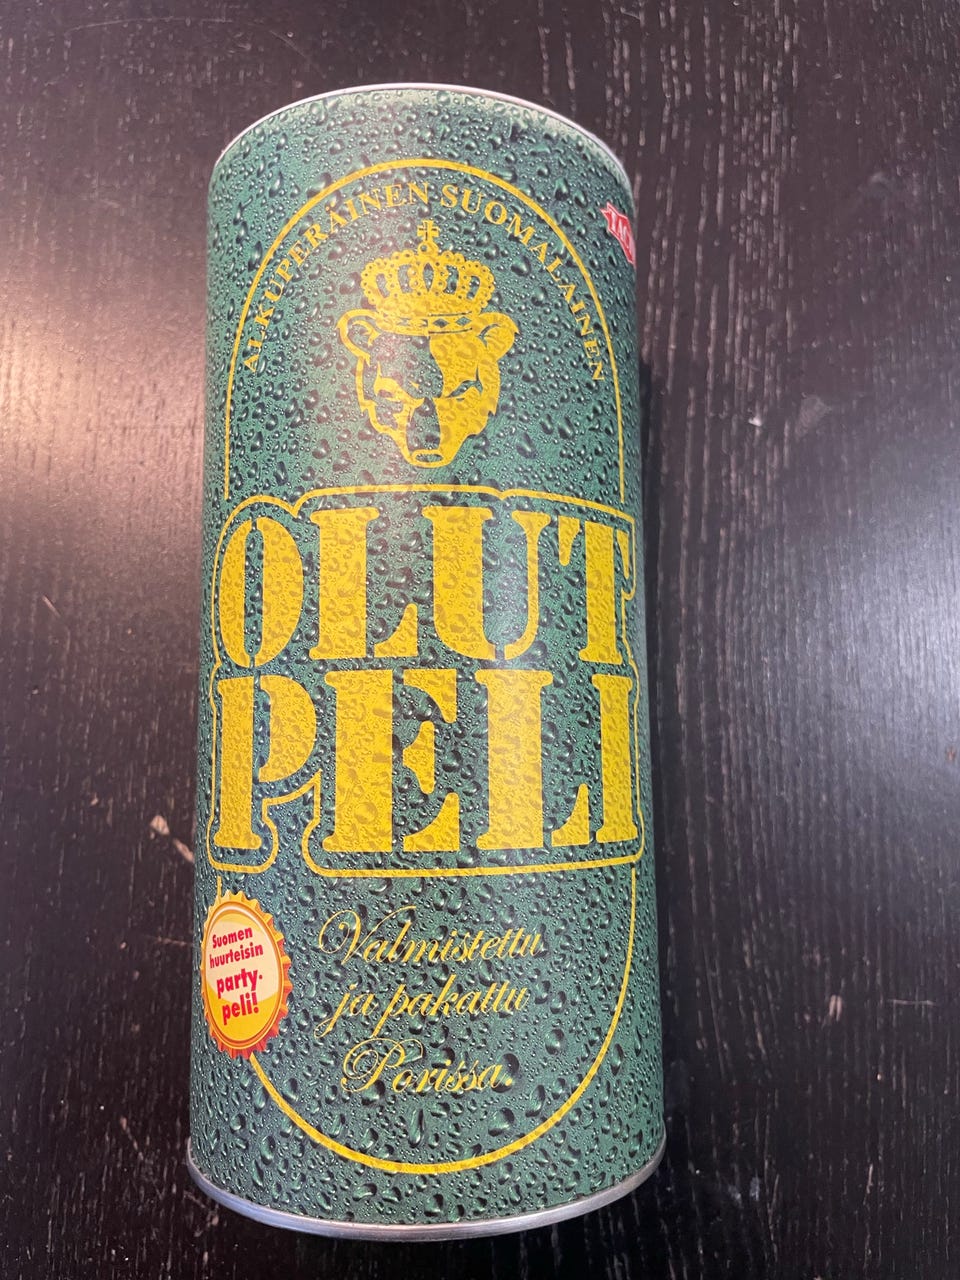 ALKUPERÄINEN SUOMALAINEN
OLUT
PELI
Suomen
huurteisin
party-
peli!
Valmistettu
ja pakattu
Porissa.